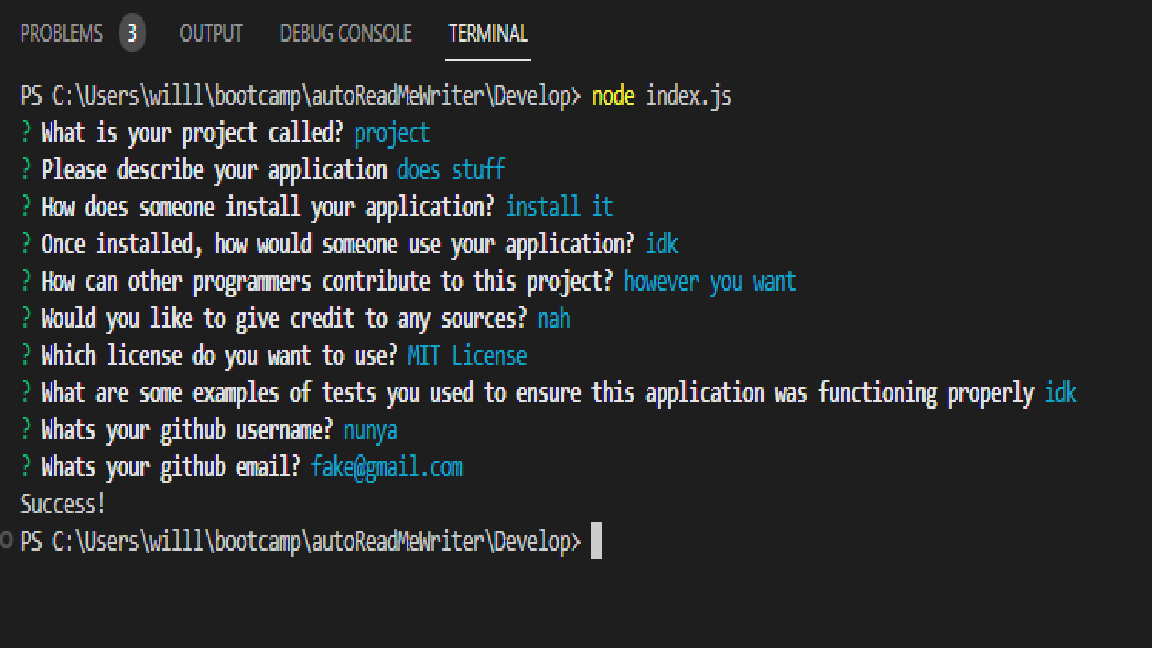 PROBLEMS 3 OUTPUT DEBUG CONSOLE TERMINAL
PS C:\Users\willl\bootcamp\autoReadMeWriter\Develop> node index.js
? What is your project called? project
? Please describe your application does stuff
? How does someone install your application? install it
? Once installed, how would someone use your application? idk
? How can other programmers contribute to this project? however you want
? Would you like to give credit to any sources? nah
? Which license do you want to use? MIT License
? What are some examples of tests you used to ensure this application was functioning properly idk
? Whats your github username? nunya
? Whats your github email? fake@gmail.com
Success!
PS C:\Users\willl\bootcamp\autoReadMeWriter\Develop>